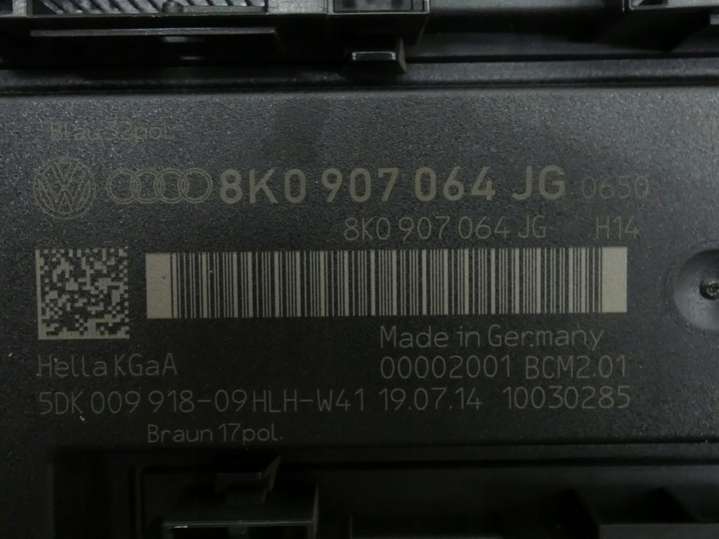 Blau 32pol.
8K0 907 064 JG 0650
8K0 907 064 JG H14
Made in Germany
Hella KGaA 00002001 BCM2.01
5DK 009 918-09 HLH-W41 19.07.14 10030285
Braun 17pol.